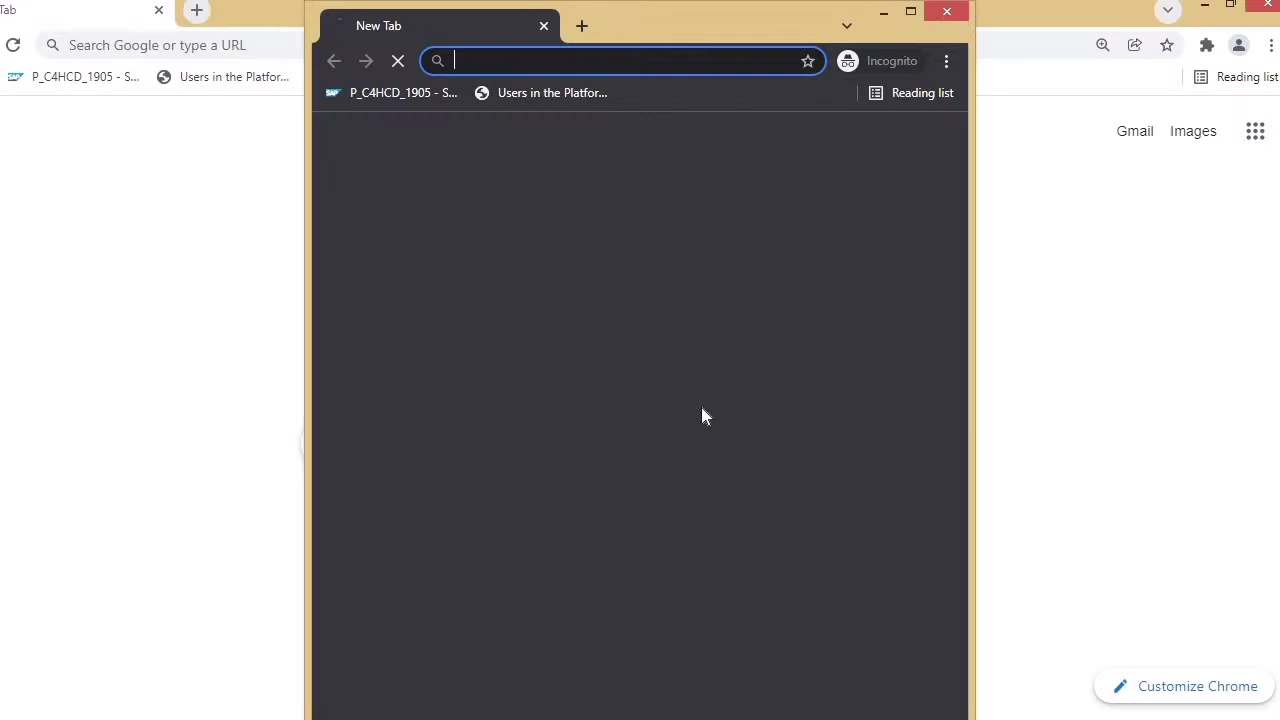 Tab
Search Google or type a URL
P_C4HCD_1905 - S...
Users in the Platfor...
Reading list
Gmail
Images
Customize Chrome
New Tab
Incognito
P_C4HCD_1905 - S...
Users in the Platfor...
Reading list